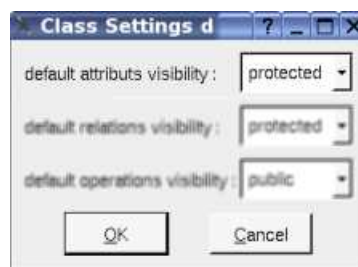 Class Settings d
default attributs visibility : protected
default relations visibility : protected
default operations visibility : public
OK Cancel